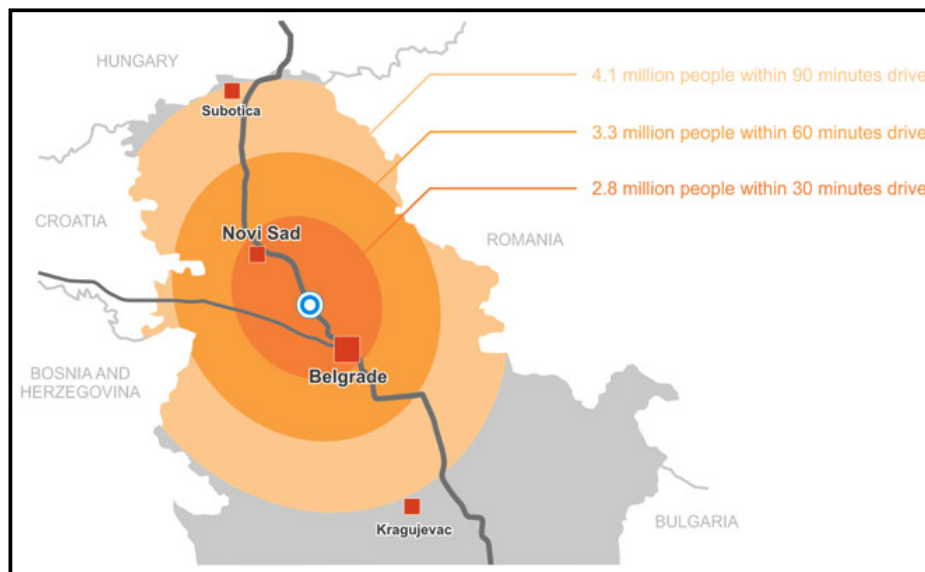 HUNGARY
4.1 million people within 90 minutes drive
Subotica
3.3 million people within 60 minutes drive
2.8 million people within 30 minutes drive
CROATIA
Novi Sad
ROMANIA
BOSNIA AND
HERZEGOVINA
Belgrade
Kragujevac
BULGARIA